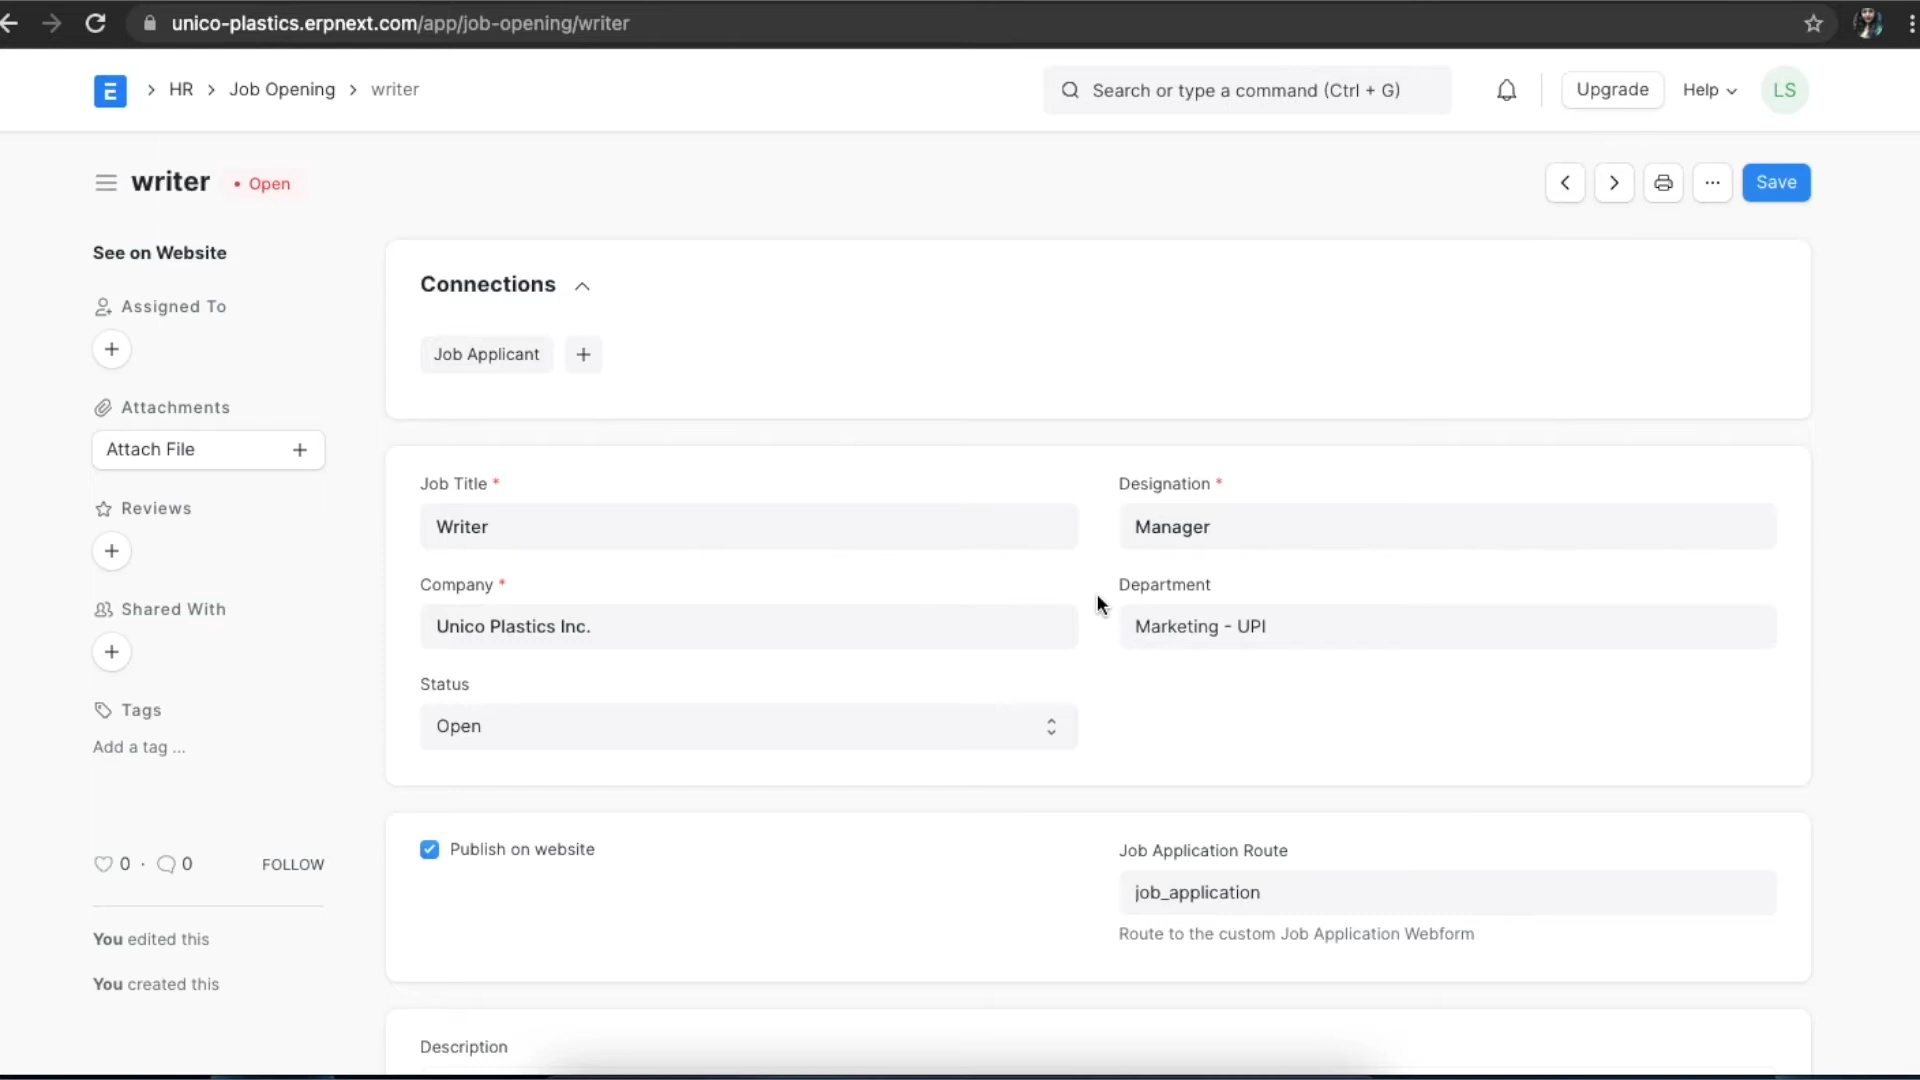 unico-plastics.erpnext.com/app/job-opening/writer
E > HR > Job Opening > writer
Search or type a command (Ctrl + G)
Upgrade
Help
LS
writer
• Open
Save
See on Website
Assigned To
Attachments
Attach File
Reviews
Shared With
Tags
Add a tag ...
0 · 0
FOLLOW
You edited this
You created this
Connections
Job Applicant
Job Title *
Writer
Designation *
Manager
Company *
Unico Plastics Inc.
Department
Marketing - UPI
Status
Open
Publish on website
Job Application Route
job_application
Route to the custom Job Application Webform
Description